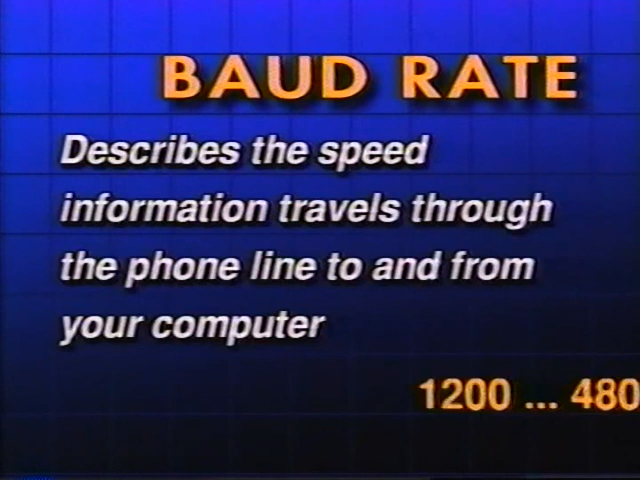 BAUD RATE
Describes the speed
information travels through
the phone line to and from
your computer
1200 ... 480